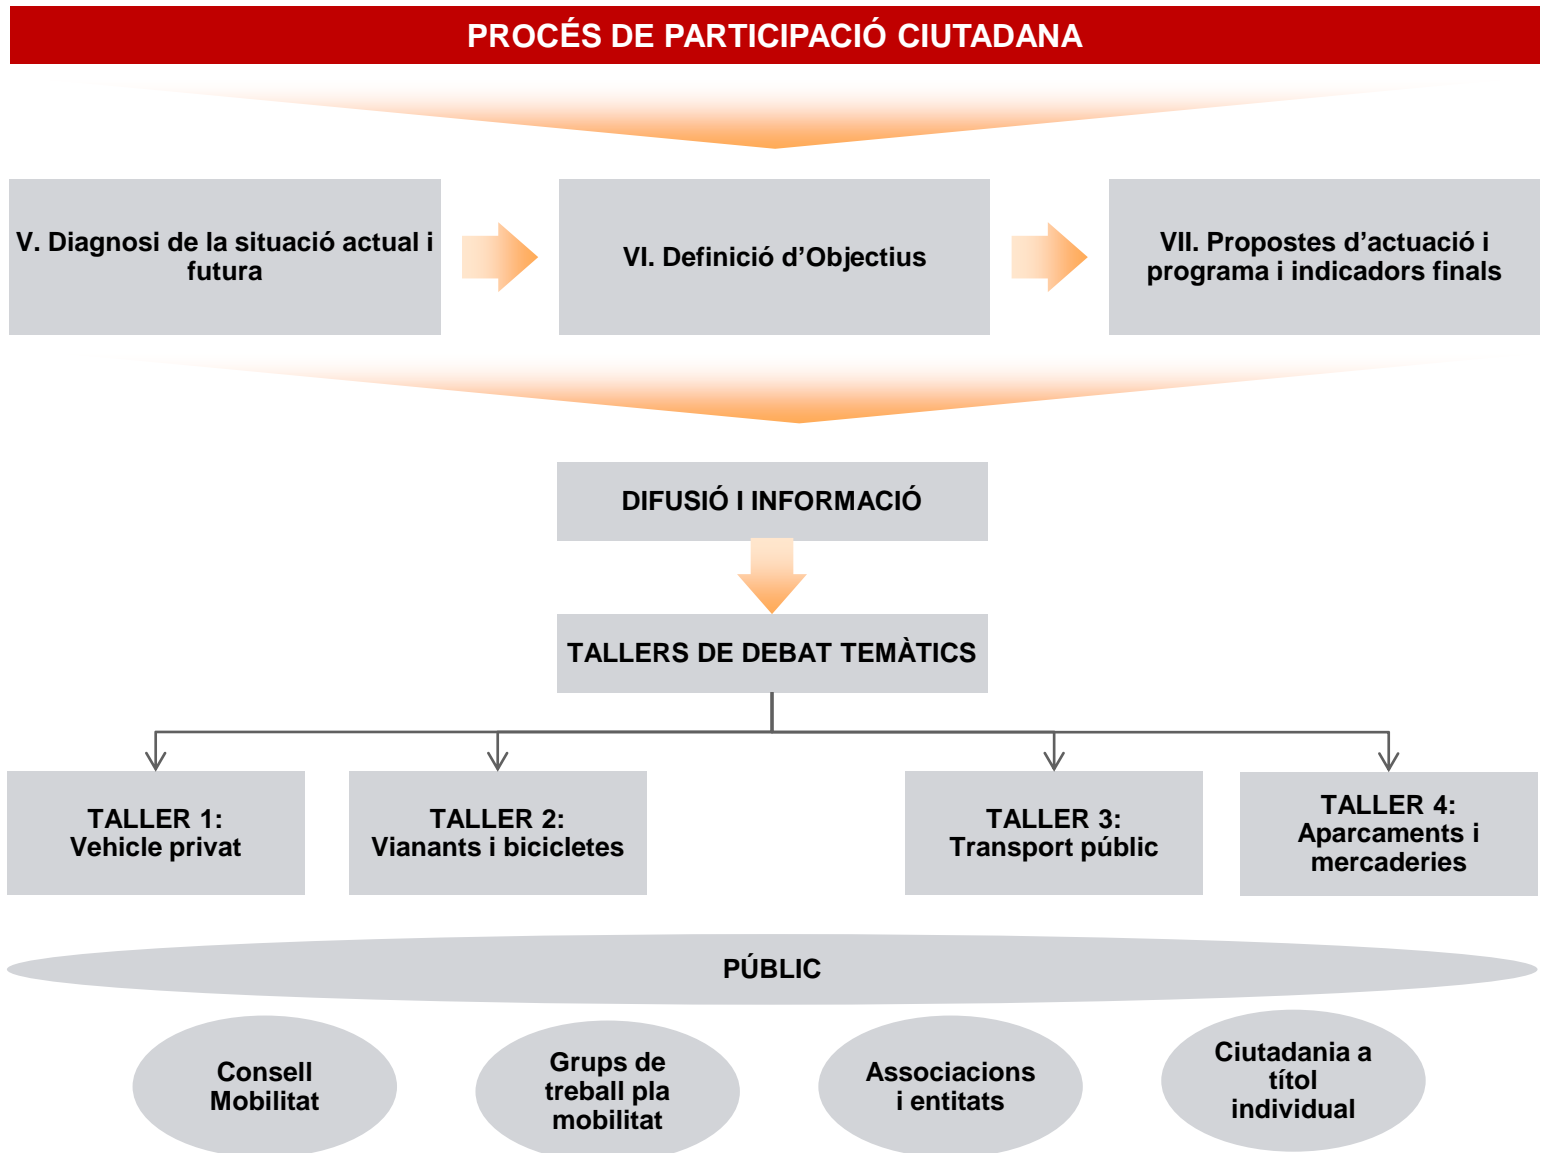 PROCÉS DE PARTICIPACIÓ CIUTADANA
V. Diagnosi de la situació actual i
futura
VI. Definició d’Objectius
VII. Propostes d’actuació i
programa i indicadors finals
DIFUSIÓ I INFORMACIÓ
TALLERS DE DEBAT TEMÀTICS
TALLER 1:
Vehicle privat
TALLER 2:
Vianants i bicicletes
TALLER 3:
Transport públic
TALLER 4:
Aparcaments i
mercaderies
PÚBLIC
Consell
Mobilitat
Grups de
treball pla
mobilitat
Associacions
i entitats
Ciutadania a
títol
individual